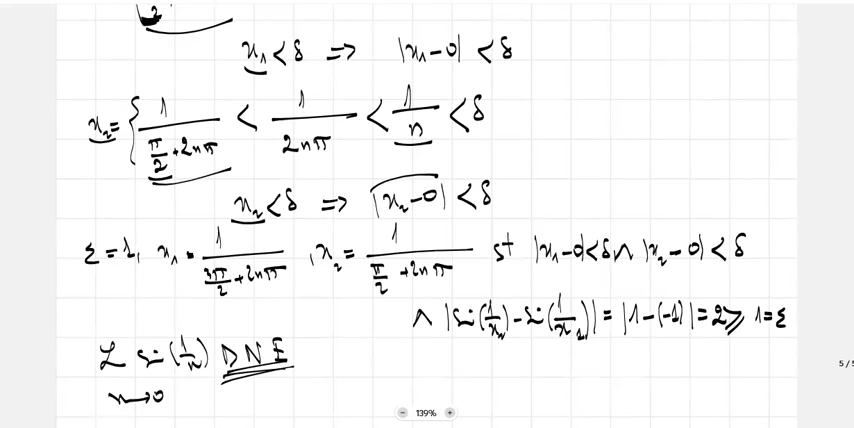 2
x₁ < δ ⇒ |x₁-0| < δ
x₂ = { 1/(π/2 + 2nπ) < 1/(2nπ) < 1/n < δ
x₂ < δ ⇒ |x₂-0| < δ
ε = 1, x₁ = 1/(3π/2 + 2nπ), x₂ = 1/(π/2 + 2nπ) st |x₁-0| < δ ∧ |x₂-0| < δ
∧ |sin(1/x₁) - sin(1/x₂)| = |1-(-1)| = 2 ≥ 1 = ε
L sin(1/x) DNE
x→0
5 / 5
139%